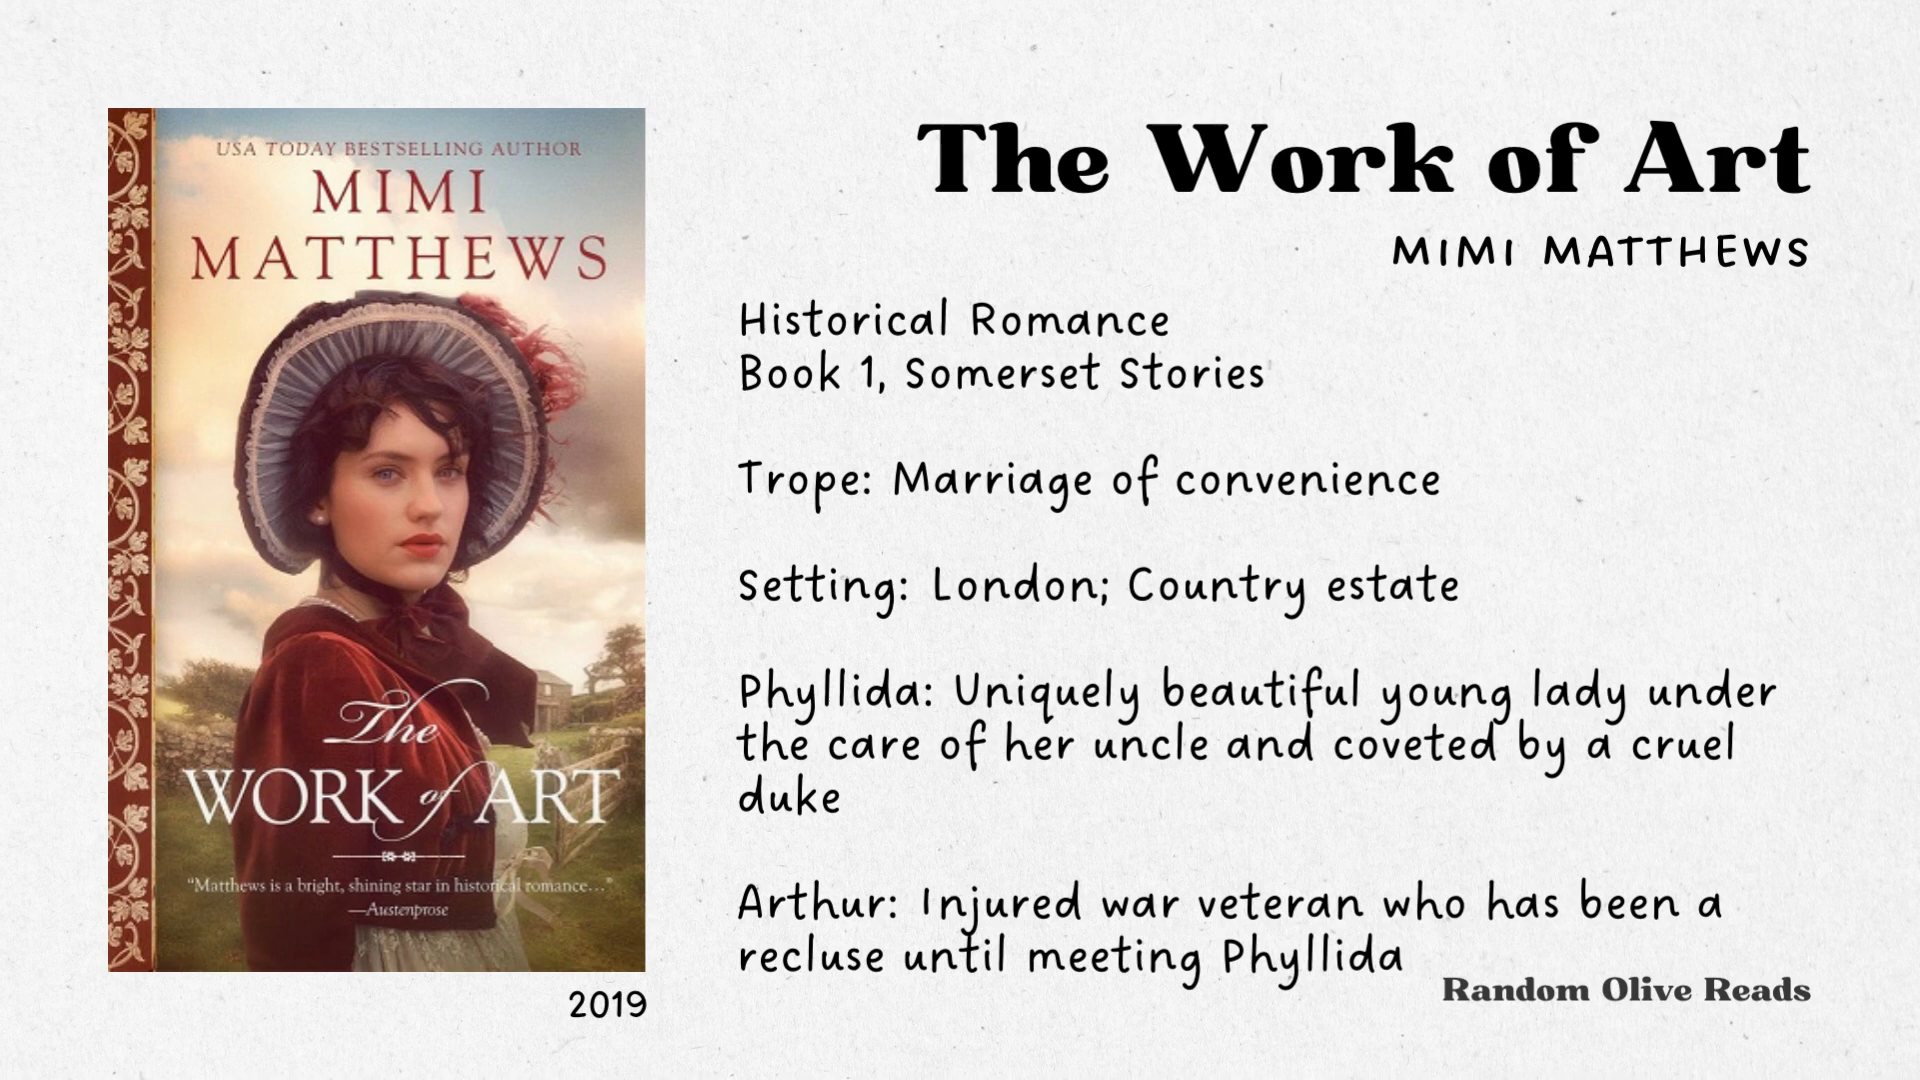 USA TODAY BESTSELLING AUTHOR
MIMI
MATTHEWS
The
WORK of ART
"Matthews is a bright, shining star in historical romance..."
—Austenprose
2019
The Work of Art
MIMI MATTHEWS
Historical Romance
Book 1, Somerset Stories
Trope: Marriage of convenience
Setting: London; Country estate
Phyllida: Uniquely beautiful young lady under
the care of her uncle and coveted by a cruel
duke
Arthur: Injured war veteran who has been a
recluse until meeting Phyllida
Random Olive Reads